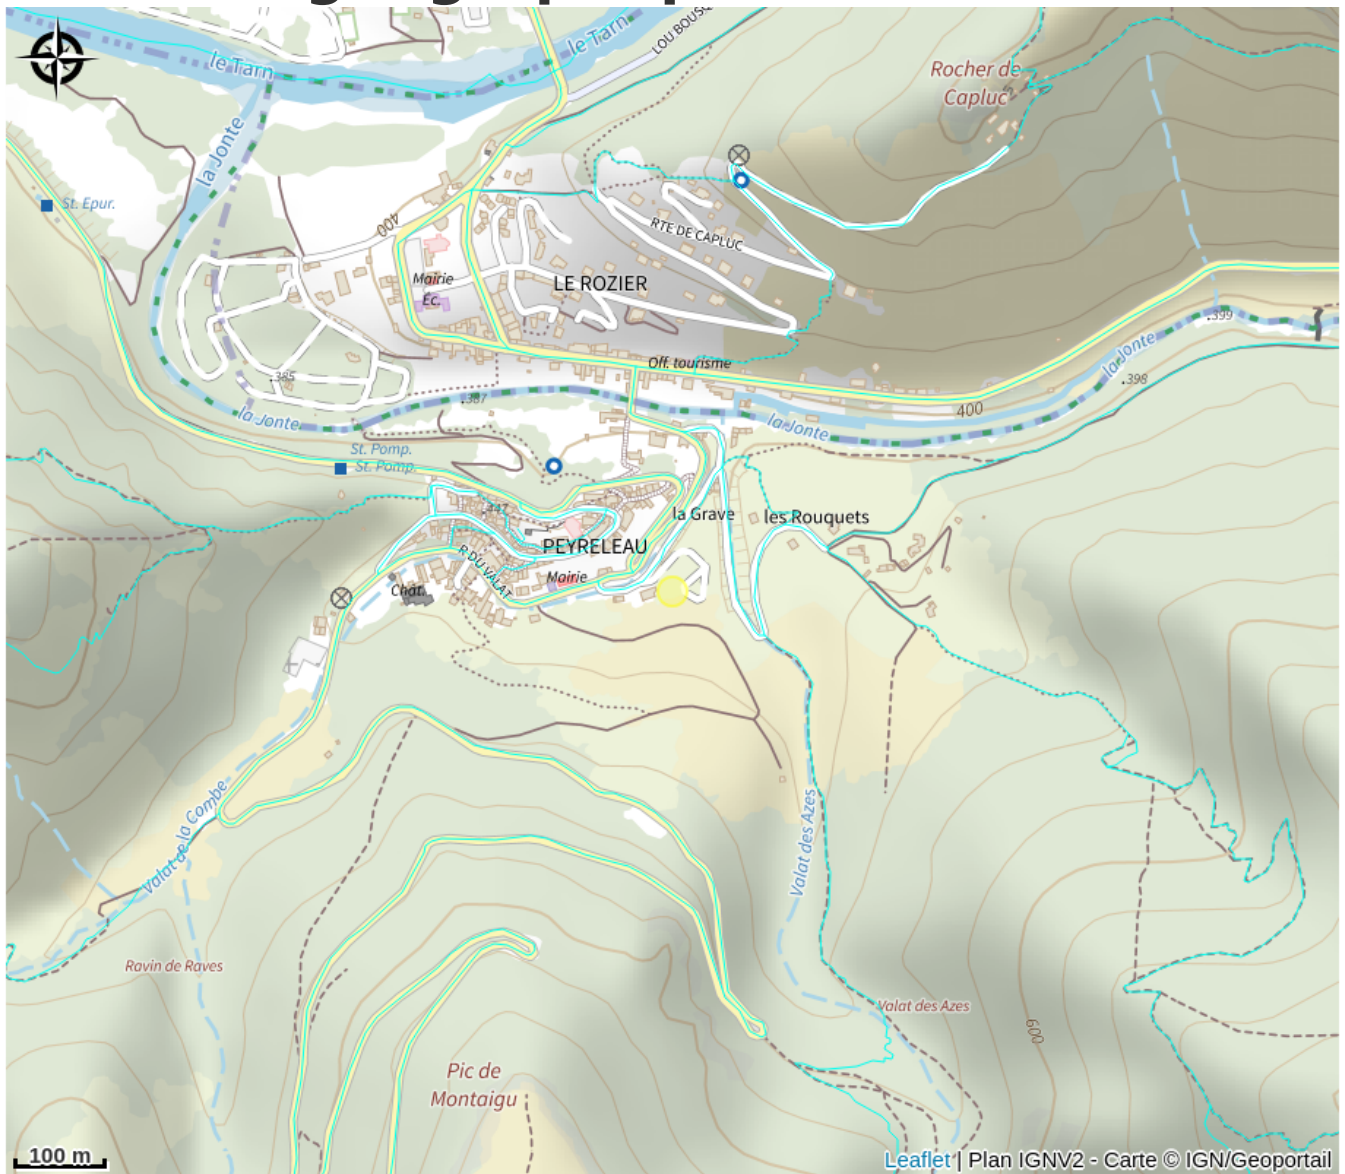 le Tarn
le Tarn
LOU BOUSQ
Rocher de
Capluc
la Jonte
St. Epur.
400
RTE DE CAPLUC
Mairie
Ec.
LE ROZIER
.399
la Jonte
Off. tourisme
.385
.398
.387
400
la Jonte
la Jonte
St. Pomp.
St. Pomp.
.447
la Grave
les Rouquets
PEYRELEAU
R DU VALAT
Mairie
Chât.
Valat de la Combe
Valat des Azes
Ravin de Raves
Valat des Azes
600
Pic de
Montaigu
100 m
Leaflet | Plan IGNV2 - Carte © IGN/Geoportail